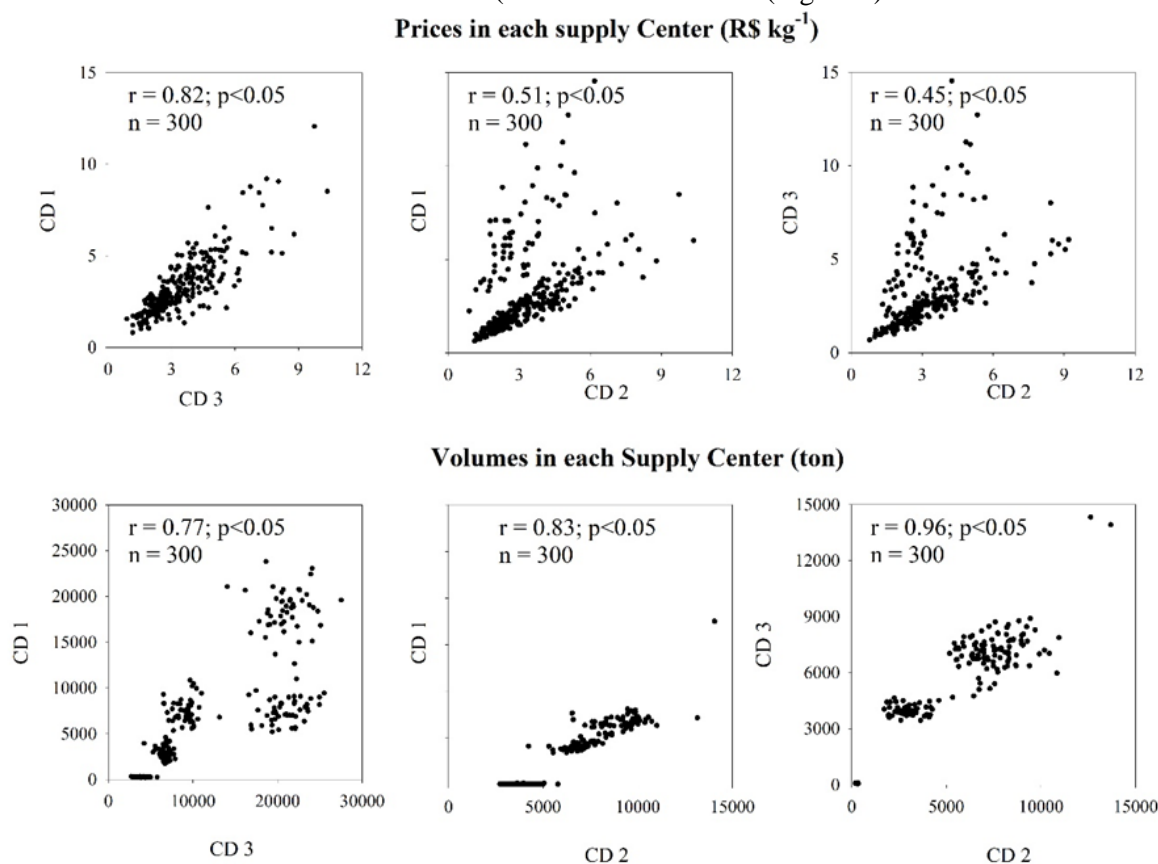 Prices in each supply Center (R$ kg-1)
15
10
5
0
CD 1
r = 0.82; p<0.05
n = 300
0 3 6 9 12
CD 3
CD 1
r = 0.51; p<0.05
n = 300
0 3 6 9 12
CD 2
15
10
5
0
CD 3
r = 0.45; p<0.05
n = 300
0 3 6 9 12
CD 2
Volumes in each Supply Center (ton)
30000
25000
20000
15000
10000
5000
0
CD 1
r = 0.77; p<0.05
n = 300
0 10000 20000 30000
CD 3
CD 1
r = 0.83; p<0.05
n = 300
0 5000 10000 15000
CD 2
15000
12000
9000
6000
3000
0
CD 3
r = 0.96; p<0.05
n = 300
0 5000 10000 15000
CD 2